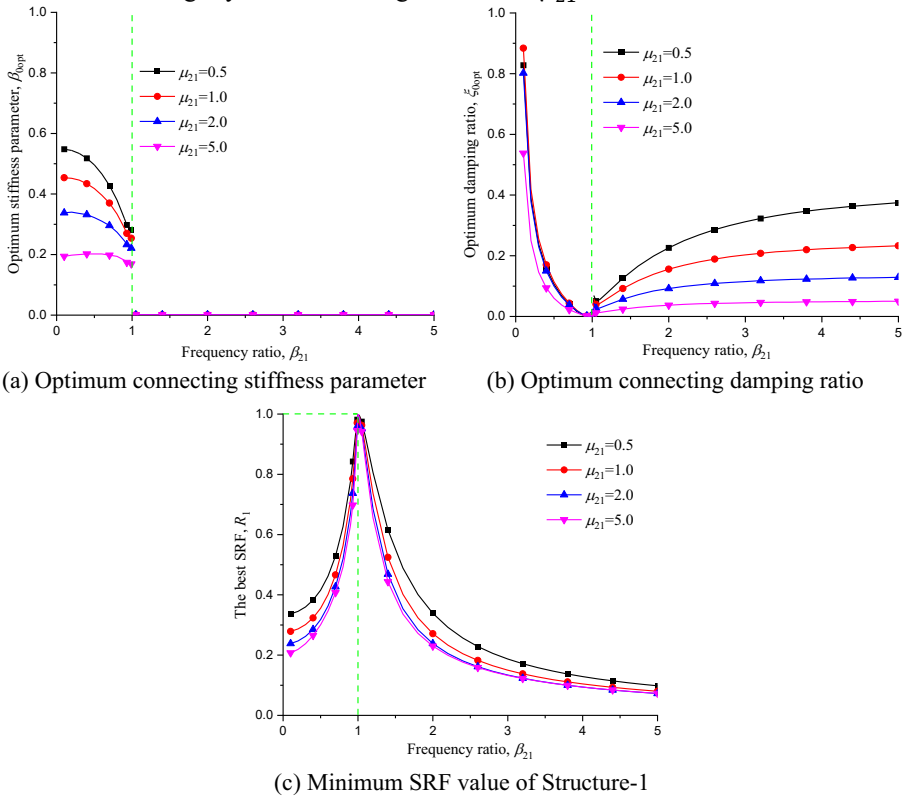 1.0
0.8
0.6
0.4
0.2
0.0
Optimum stiffness parameter, β0opt
μ21=0.5
μ21=1.0
μ21=2.0
μ21=5.0
0 1 2 3 4 5
Frequency ratio, β21
(a) Optimum connecting stiffness parameter
1.0
0.8
0.6
0.4
0.2
0.0
Optimum damping ratio, ξ0opt
μ21=0.5
μ21=1.0
μ21=2.0
μ21=5.0
0 1 2 3 4 5
Frequency ratio, β21
(b) Optimum connecting damping ratio
1.0
0.8
0.6
0.4
0.2
0.0
The best SRF, R1
μ21=0.5
μ21=1.0
μ21=2.0
μ21=5.0
0 1 2 3 4 5
Frequency ratio, β21
(c) Minimum SRF value of Structure-1